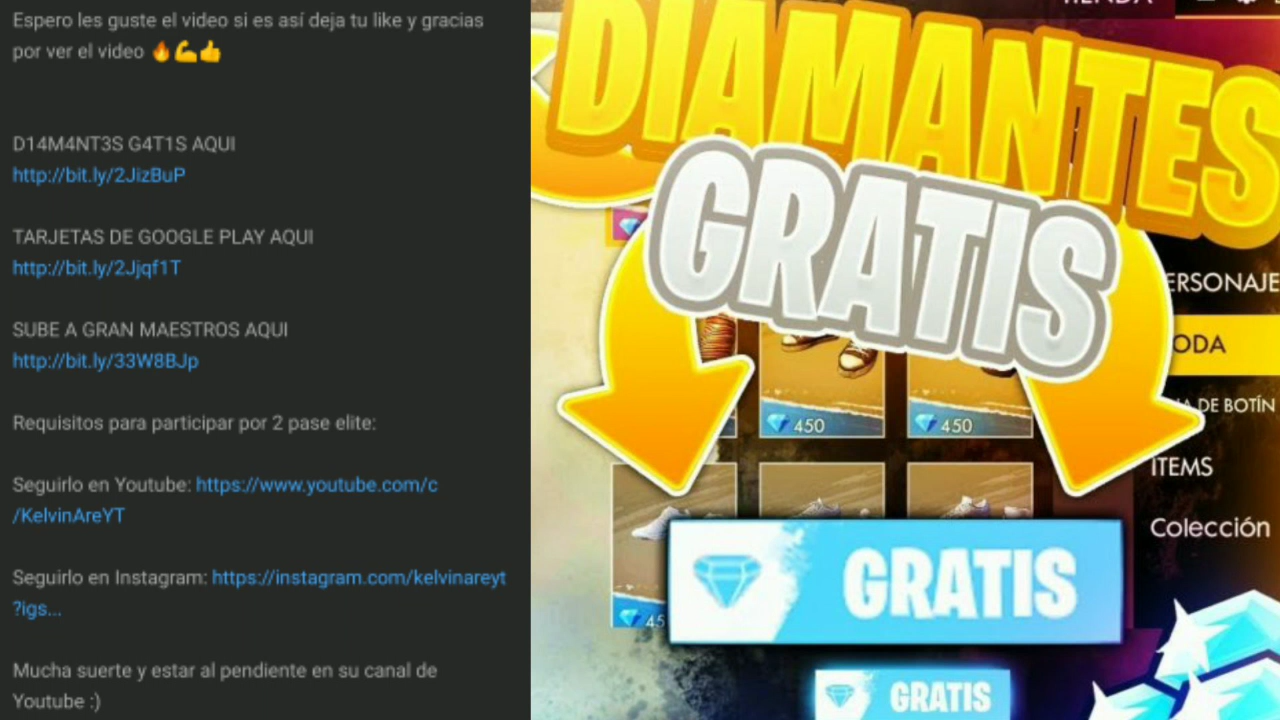 Espero les guste el video si es así deja tu like y gracias
por ver el video 🔥💪👍
D14M4NT3S G4T1S AQUI
http://bit.ly/2JizBuP
TARJETAS DE GOOGLE PLAY AQUI
http://bit.ly/2Jjqf1T
SUBE A GRAN MAESTROS AQUI
http://bit.ly/33W8BJp
Requisitos para participar por 2 pase elite:
Seguirlo en Youtube: https://www.youtube.com/c
/KelvinAreYT
Seguirlo en Instagram: https://instagram.com/kelvinareyt
?igs...
Mucha suerte y estar al pendiente en su canal de
Youtube :)
TIENDA
DIAMANTES
GRATIS
ERSONAJE
ODA
DE BOTÍN
450
450
ITEMS
Colección
GRATIS
45
GRATIS